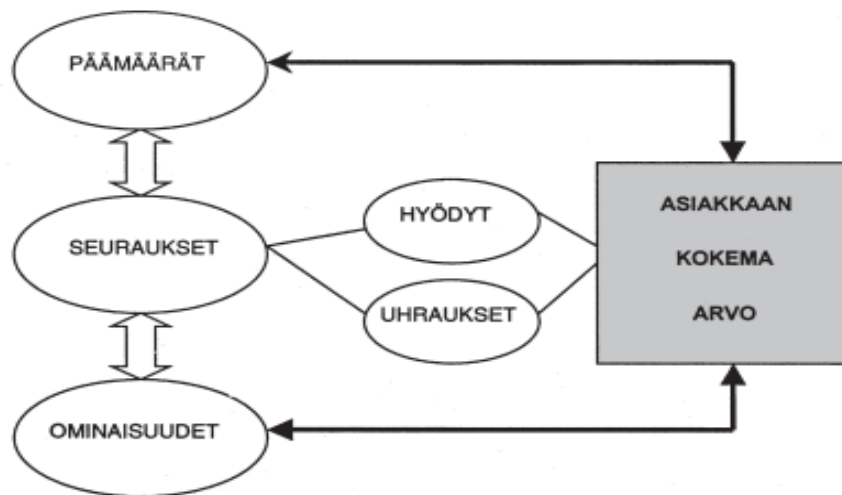 PÄÄMÄÄRÄT
SEURAUKSET
OMINAISUUDET
HYÖDYT
UHRAUKSET
ASIAKKAAN
KOKEMA
ARVO